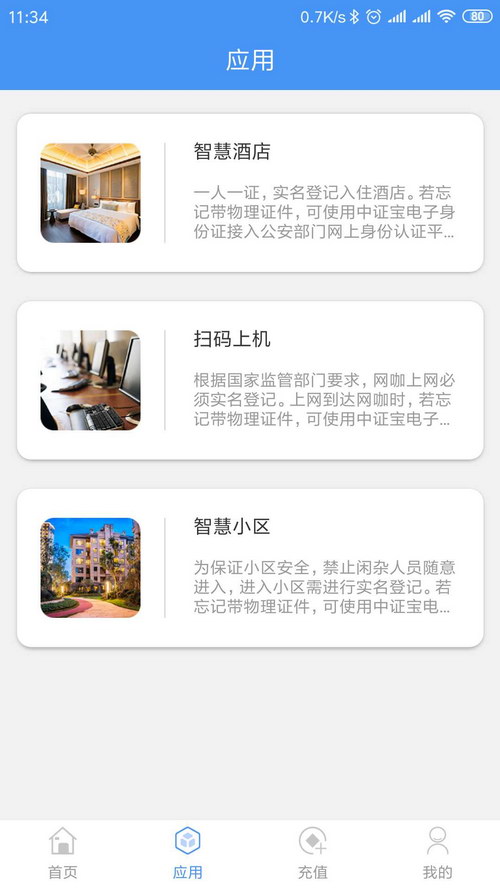 11:34
0.7K/s
80
应用
智慧酒店
一人一证，实名登记入住酒店。若忘
记带物理证件，可使用中证宝电子身
份证接入公安部门网上身份认证平...
扫码上机
根据国家监管部门要求，网咖上网必
须实名登记。上网到达网咖时，若忘
记带物理证件，可使用中证宝电子...
智慧小区
为保证小区安全，禁止闲杂人员随意
进入，进入小区需进行实名登记。若
忘记带物理证件，可使用中证宝电...
首页
应用
充值
我的